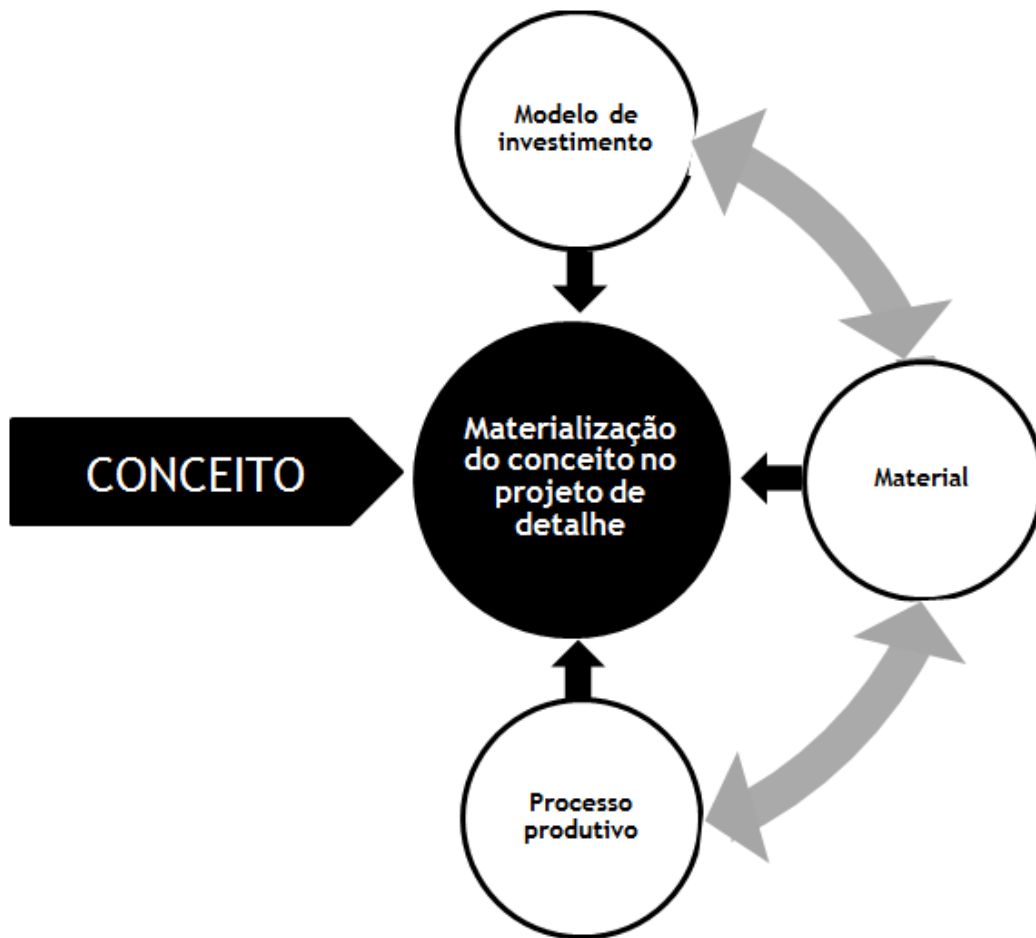 Modelo de
investimento
CONCEITO
Materialização
do conceito no
projeto de
detalhe
Material
Processo
produtivo